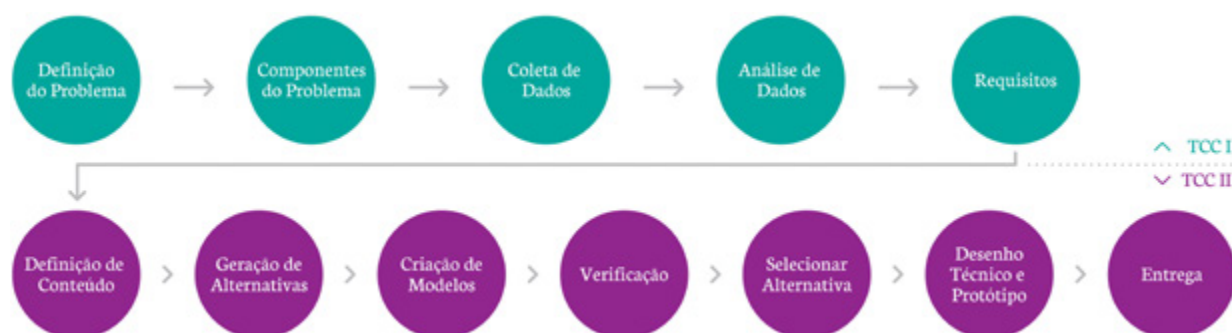 Definição
do Problema
Componentes
do Problema
Coleta de
Dados
Análise de
Dados
Requisitos
TCC I
TCC II
Definição de
Conteúdo
Geração de
Alternativas
Criação de
Modelos
Verificação
Selecionar
Alternativa
Desenho
Técnico e
Protótipo
Entrega